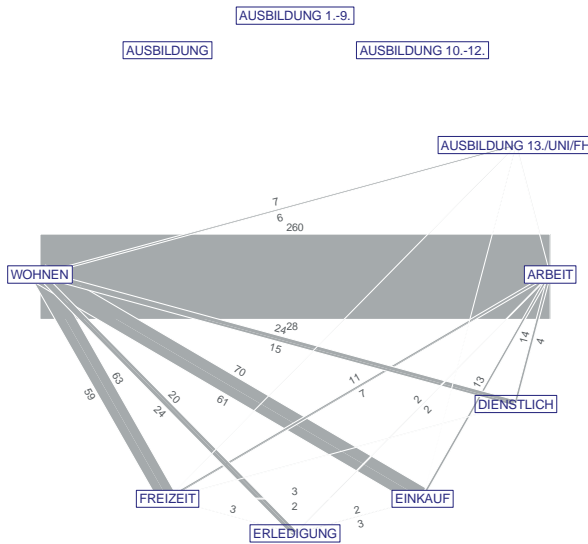 AUSBILDUNG 1.-9.
AUSBILDUNG
AUSBILDUNG 10.-12.
AUSBILDUNG 13./UNI/FH
7
6
260
WOHNEN
ARBEIT
24
28
15
14
4
70
63
20
11
13
59
61
24
7
2
2
DIENSTLICH
FREIZEIT
3
EINKAUF
3
2
2
3
ERLEDIGUNG